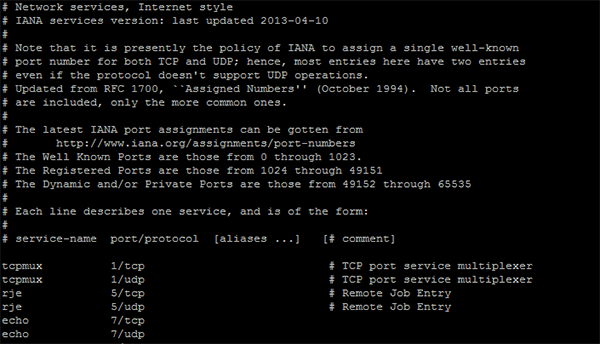 # Network services, Internet style
# IANA services version: last updated 2013-04-10
#
# Note that it is presently the policy of IANA to assign a single well-known
# port number for both TCP and UDP; hence, most entries here have two entries
# even if the protocol doesn't support UDP operations.
# Updated from RFC 1700, ``Assigned Numbers'' (October 1994).  Not all ports
# are included, only the more common ones.
#
# The latest IANA port assignments can be gotten from
#       http://www.iana.org/assignments/port-numbers
# The Well Known Ports are those from 0 through 1023.
# The Registered Ports are those from 1024 through 49151
# The Dynamic and/or Private Ports are those from 49152 through 65535
#
# Each line describes one service, and is of the form:
#
# service-name  port/protocol  [aliases ...]   [# comment]

tcpmux          1/tcp                           # TCP port service multiplexer
tcpmux          1/udp                           # TCP port service multiplexer
rje             5/tcp                           # Remote Job Entry
rje             5/udp                           # Remote Job Entry
echo            7/tcp
echo            7/udp